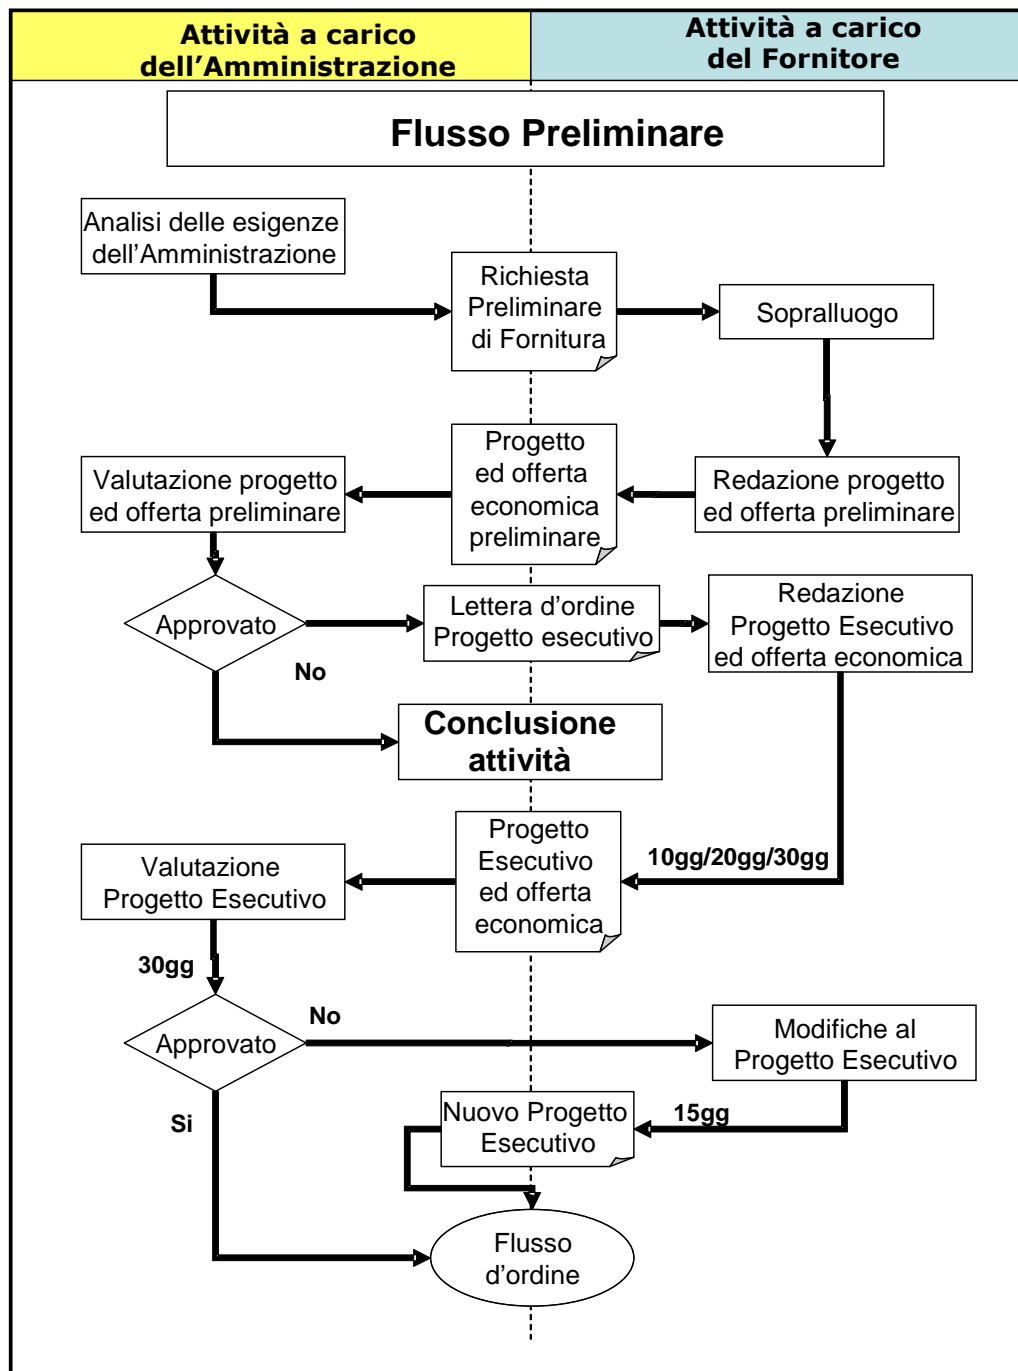 Attività a carico
dell'Amministrazione
Attività a carico
del Fornitore
Flusso Preliminare
Analisi delle esigenze
dell'Amministrazione
Richiesta
Preliminare
di Fornitura
Sopralluogo
Progetto
ed offerta
economica
preliminare
Valutazione progetto
ed offerta preliminare
Redazione progetto
ed offerta preliminare
Approvato
Lettera d'ordine
Progetto esecutivo
Redazione
Progetto Esecutivo
ed offerta economica
No
Conclusione
attività
Progetto
Esecutivo
ed offerta
economica
10gg/20gg/30gg
Valutazione
Progetto Esecutivo
30gg
Approvato
No
Modifiche al
Progetto Esecutivo
Si
Nuovo Progetto
Esecutivo
15gg
Flusso
d'ordine